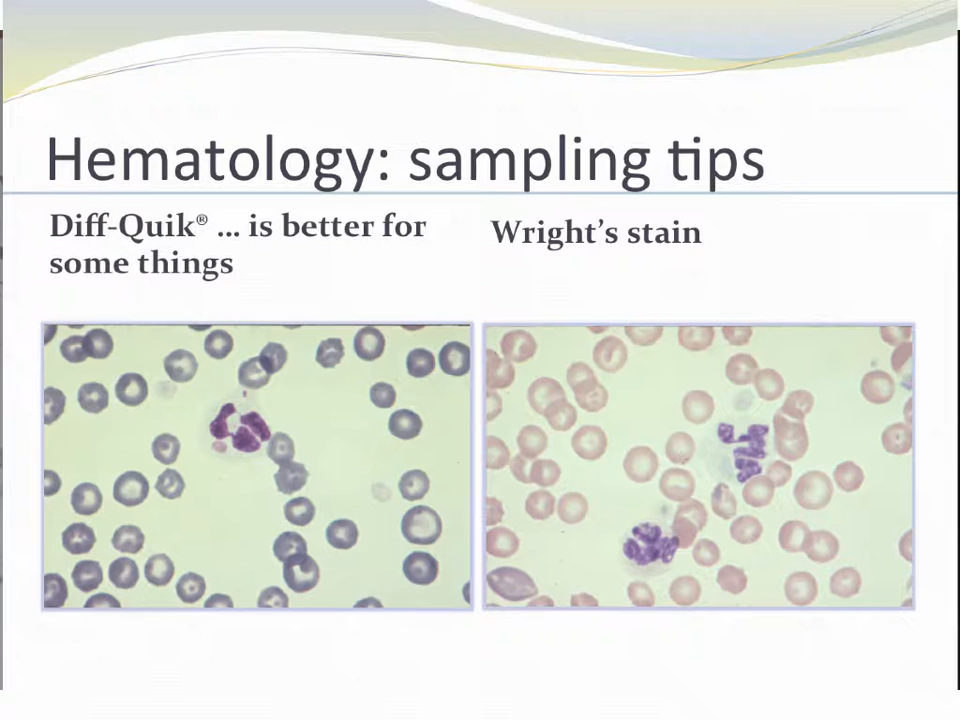 Hematology: sampling tips
Diff-Quik® … is better for
some things
Wright’s stain